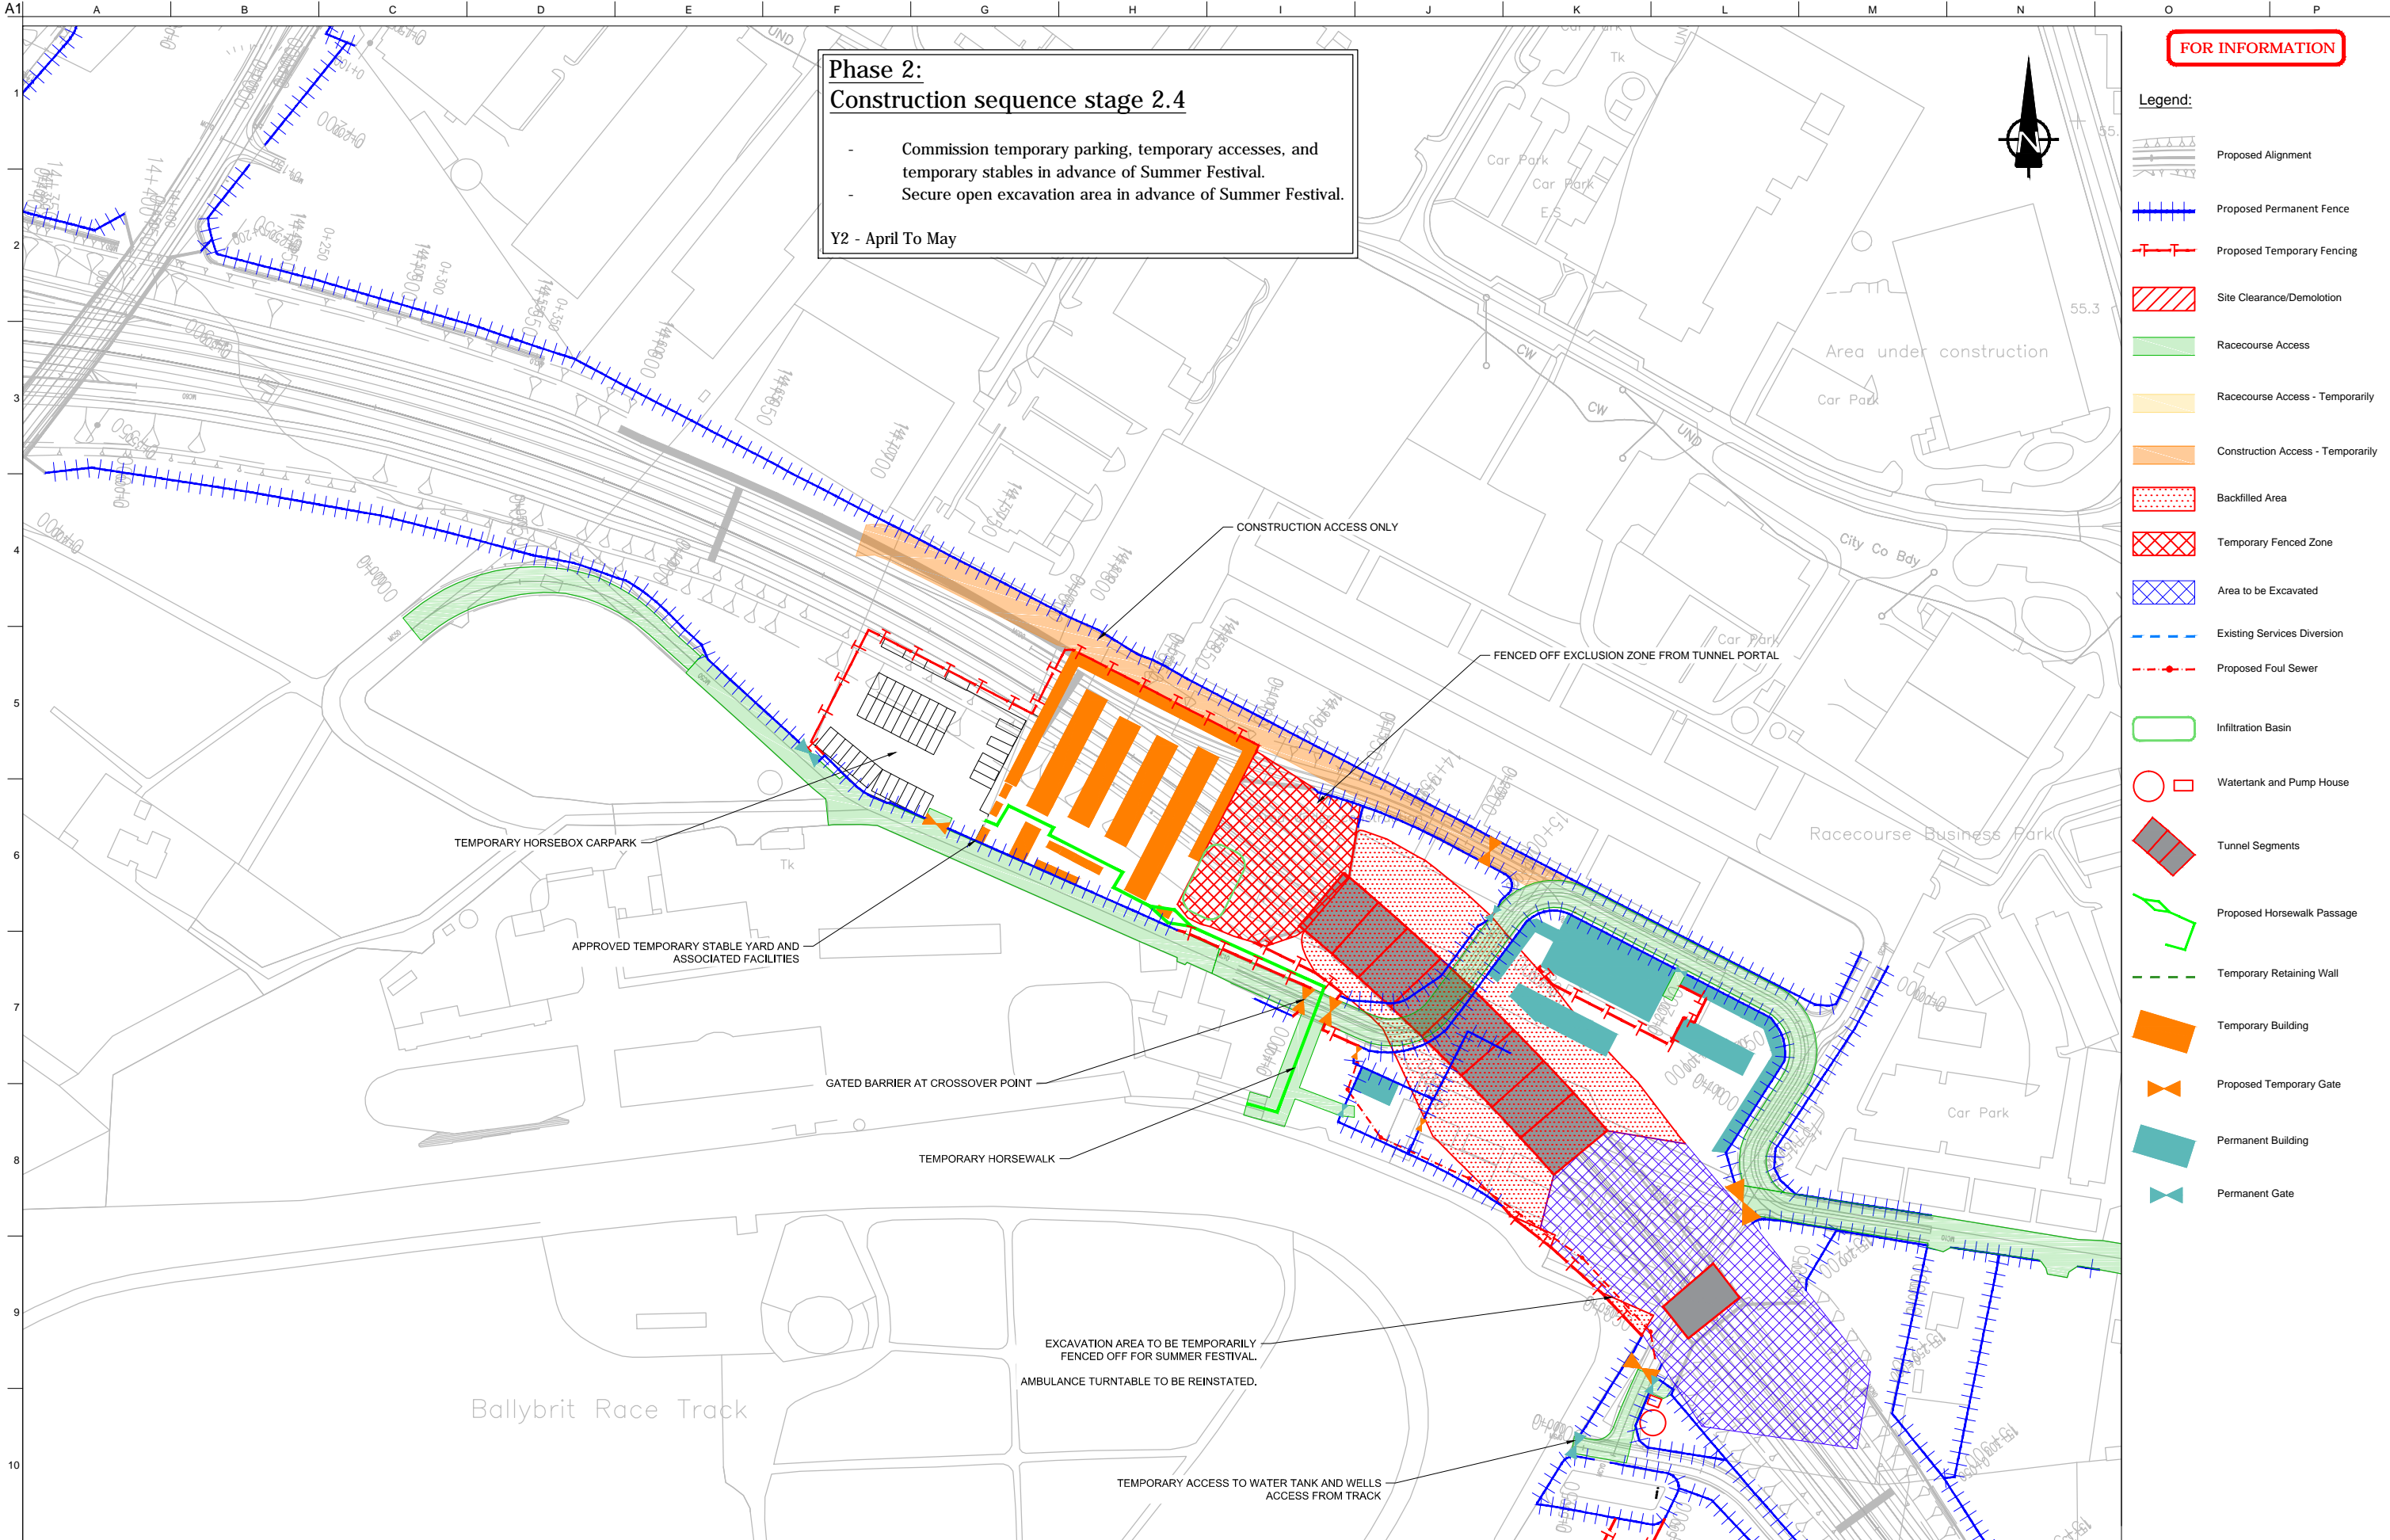 A1
A B C D E F G H I J K L M N O P
1
2
3
4
5
6
7
8
9
10
Phase 2:
Construction sequence stage 2.4
- Commission temporary parking, temporary accesses, and
temporary stables in advance of Summer Festival.
- Secure open excavation area in advance of Summer Festival.
Y2 - April To May
FOR INFORMATION
Legend:
Proposed Alignment
Proposed Permanent Fence
Proposed Temporary Fencing
Site Clearance/Demolotion
Racecourse Access
Racecourse Access - Temporarily
Construction Access - Temporarily
Backfilled Area
Temporary Fenced Zone
Area to be Excavated
Existing Services Diversion
Proposed Foul Sewer
Infiltration Basin
Watertank and Pump House
Tunnel Segments
Proposed Horsewalk Passage
Temporary Retaining Wall
Temporary Building
Proposed Temporary Gate
Permanent Building
Permanent Gate
N
UND
Tk
Car Park
Car Park
E.S
55.3
Area under construction
Car Park
CW
CW
UND
City Co Bdy
Car Park
Racecourse Business Park
Car Park
Tk
Ballybrit Race Track
CONSTRUCTION ACCESS ONLY
FENCED OFF EXCLUSION ZONE FROM TUNNEL PORTAL
TEMPORARY HORSEBOX CARPARK
APPROVED TEMPORARY STABLE YARD AND
ASSOCIATED FACILITIES
GATED BARRIER AT CROSSOVER POINT
TEMPORARY HORSEWALK
EXCAVATION AREA TO BE TEMPORARILY
FENCED OFF FOR SUMMER FESTIVAL.
AMBULANCE TURNTABLE TO BE REINSTATED.
TEMPORARY ACCESS TO WATER TANK AND WELLS
ACCESS FROM TRACK
i